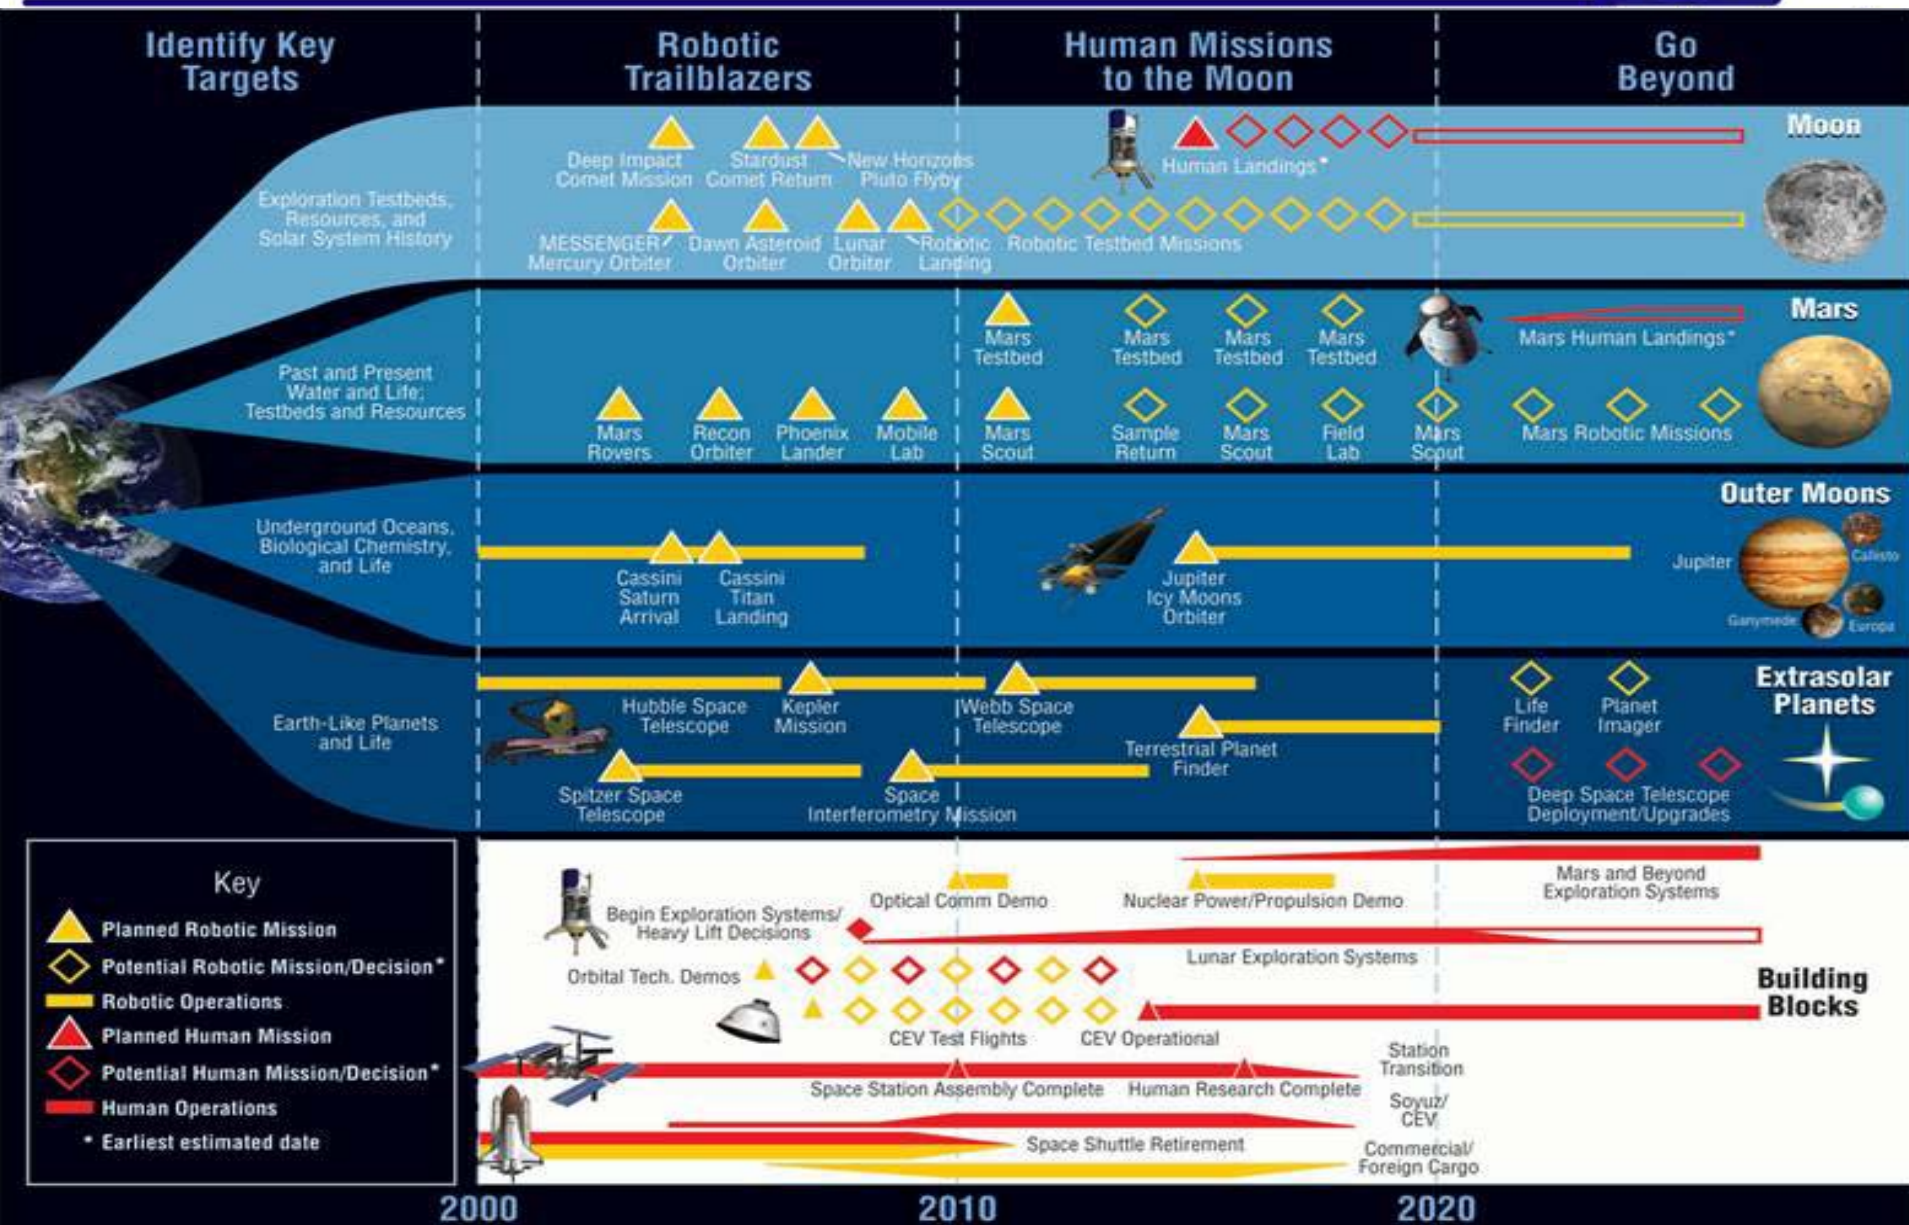 Identify Key
Targets
Robotic
Trailblazers
Human Missions
to the Moon
Go
Beyond
Moon
Exploration Testbeds,
Resources, and
Solar System History
Deep Impact
Comet Mission
Stardust
Comet Return
New Horizons
Pluto Flyby
Human Landings*
MESSENGER
Mercury Orbiter
Dawn Asteroid
Orbiter
Lunar
Orbiter
Robotic
Landing
Robotic Testbed Missions
Mars
Past and Present
Water and Life;
Testbeds and Resources
Mars
Testbed
Mars
Testbed
Mars
Testbed
Mars
Testbed
Mars Human Landings*
Mars
Rovers
Recon
Orbiter
Phoenix
Lander
Mobile
Lab
Mars
Scout
Sample
Return
Mars
Scout
Field
Lab
Mars
Scout
Mars Robotic Missions
Outer Moons
Underground Oceans,
Biological Chemistry,
and Life
Cassini
Saturn
Arrival
Cassini
Titan
Landing
Jupiter
Icy Moons
Orbiter
Jupiter
Callisto
Ganymede
Europa
Extrasolar
Planets
Earth-Like Planets
and Life
Hubble Space
Telescope
Kepler
Mission
Webb Space
Telescope
Terrestrial Planet
Finder
Life
Finder
Planet
Imager
Spitzer Space
Telescope
Space
Interferometry Mission
Deep Space Telescope
Deployment/Upgrades
Key
Planned Robotic Mission
Potential Robotic Mission/Decision*
Robotic Operations
Planned Human Mission
Potential Human Mission/Decision*
Human Operations
* Earliest estimated date
Mars and Beyond
Exploration Systems
Optical Comm Demo
Nuclear Power/Propulsion Demo
Begin Exploration Systems/
Heavy Lift Decisions
Lunar Exploration Systems
Orbital Tech. Demos
Building
Blocks
CEV Test Flights
CEV Operational
Station
Transition
Space Station Assembly Complete
Human Research Complete
Soyuz/
CEV
Space Shuttle Retirement
Commercial/
Foreign Cargo
2000
2010
2020